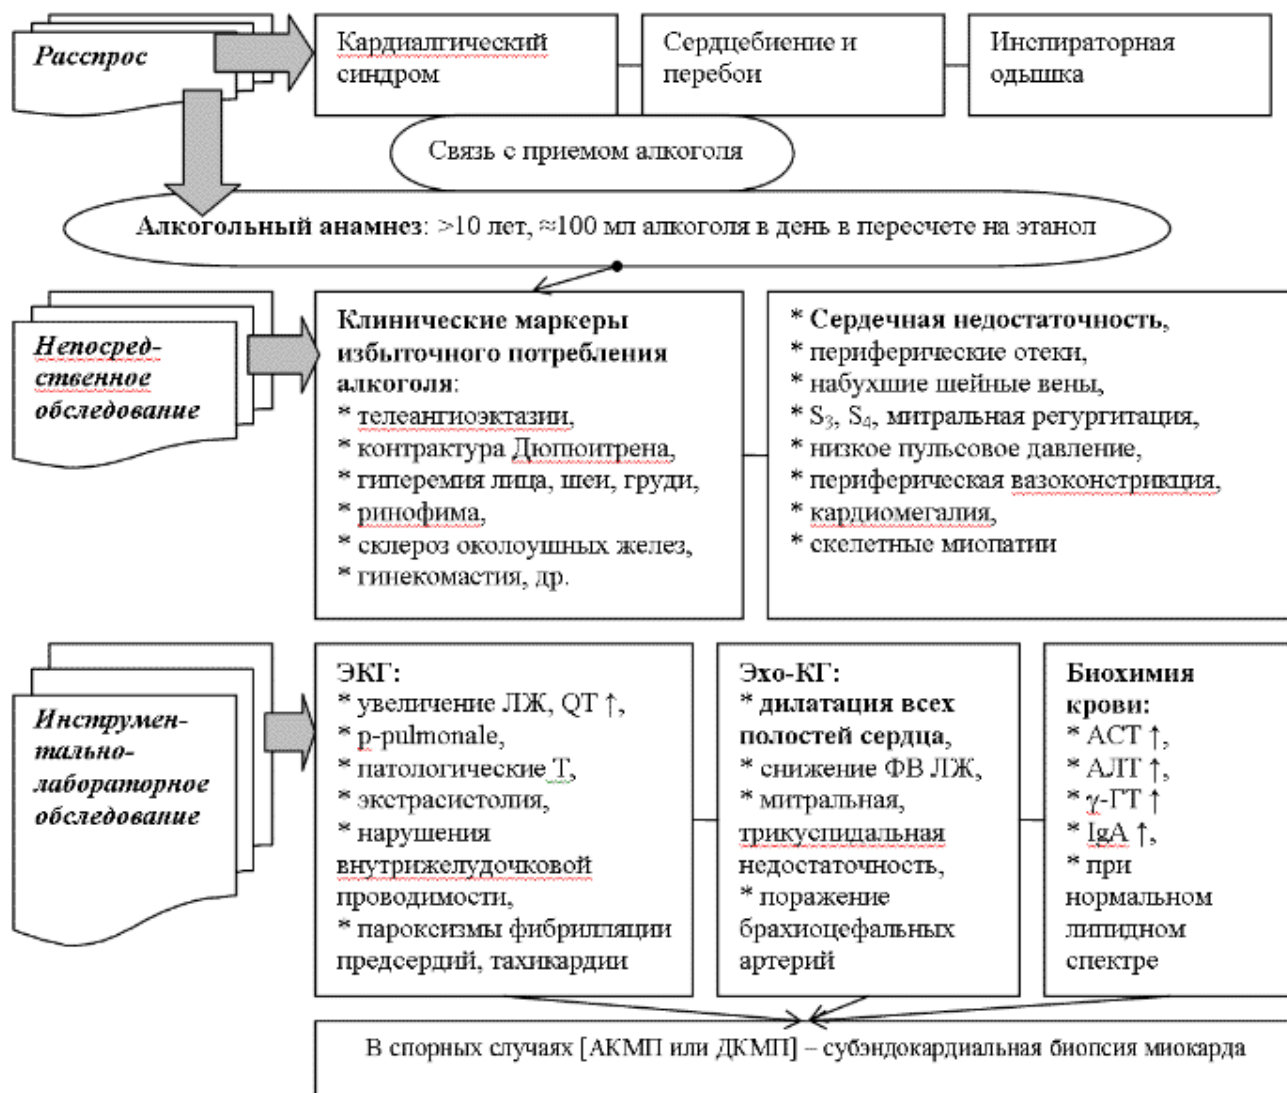 Расспрос
Кардиалгический
синдром
Сердцебиение и
перебои
Инспираторная
одышка
Связь с приемом алкоголя
Алкогольный анамнез: >10 лет, ≈100 мл алкоголя в день в пересчете на этанол
Непосред-
ственное
обследование
Клинические маркеры
избыточного потребления
алкоголя:
* телеангиоэктазии,
* контрактура Дюпюитрена,
* гиперемия лица, шеи, груди,
* ринофима,
* склероз околоушных желез,
* гинекомастия, др.
* Сердечная недостаточность,
* периферические отеки,
* набухшие шейные вены,
* S₃, S₄, митральная регургитация,
* низкое пульсовое давление,
* периферическая вазоконстрикция,
* кардиомегалия,
* скелетные миопатии
Инструмен-
тально-
лабораторное
обследование
ЭКГ:
* увеличение ЛЖ, QT ↑,
* p-pulmonale,
* патологические Т,
* экстрасистолия,
* нарушения
внутрижелудочковой
проводимости,
* пароксизмы фибрилляции
предсердий, тахикардии
Эхо-КГ:
* дилатация всех
полостей сердца,
* снижение ФВ ЛЖ,
* митральная,
трикуспидальная
недостаточность,
* поражение
брахиоцефальных
артерий
Биохимия
крови:
* АСТ ↑,
* АЛТ ↑,
* γ-ГТ ↑
* IgA ↑,
* при
нормальном
липидном
спектре
В спорных случаях [АКМП или ДКМП] – субэндокардиальная биопсия миокарда